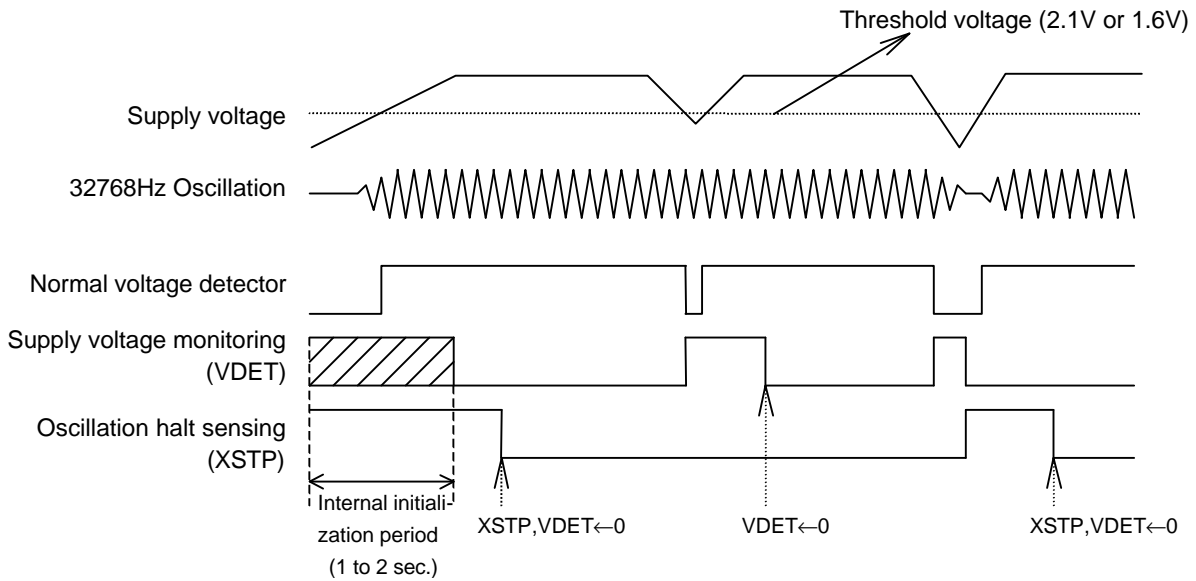 Threshold voltage (2.1V or 1.6V)
Supply voltage
32768Hz Oscillation
Normal voltage detector
Supply voltage monitoring
(VDET)
Oscillation halt sensing
(XSTP)
Internal initiali-
zation period
(1 to 2 sec.)
XSTP,VDET←0
VDET←0
XSTP,VDET←0